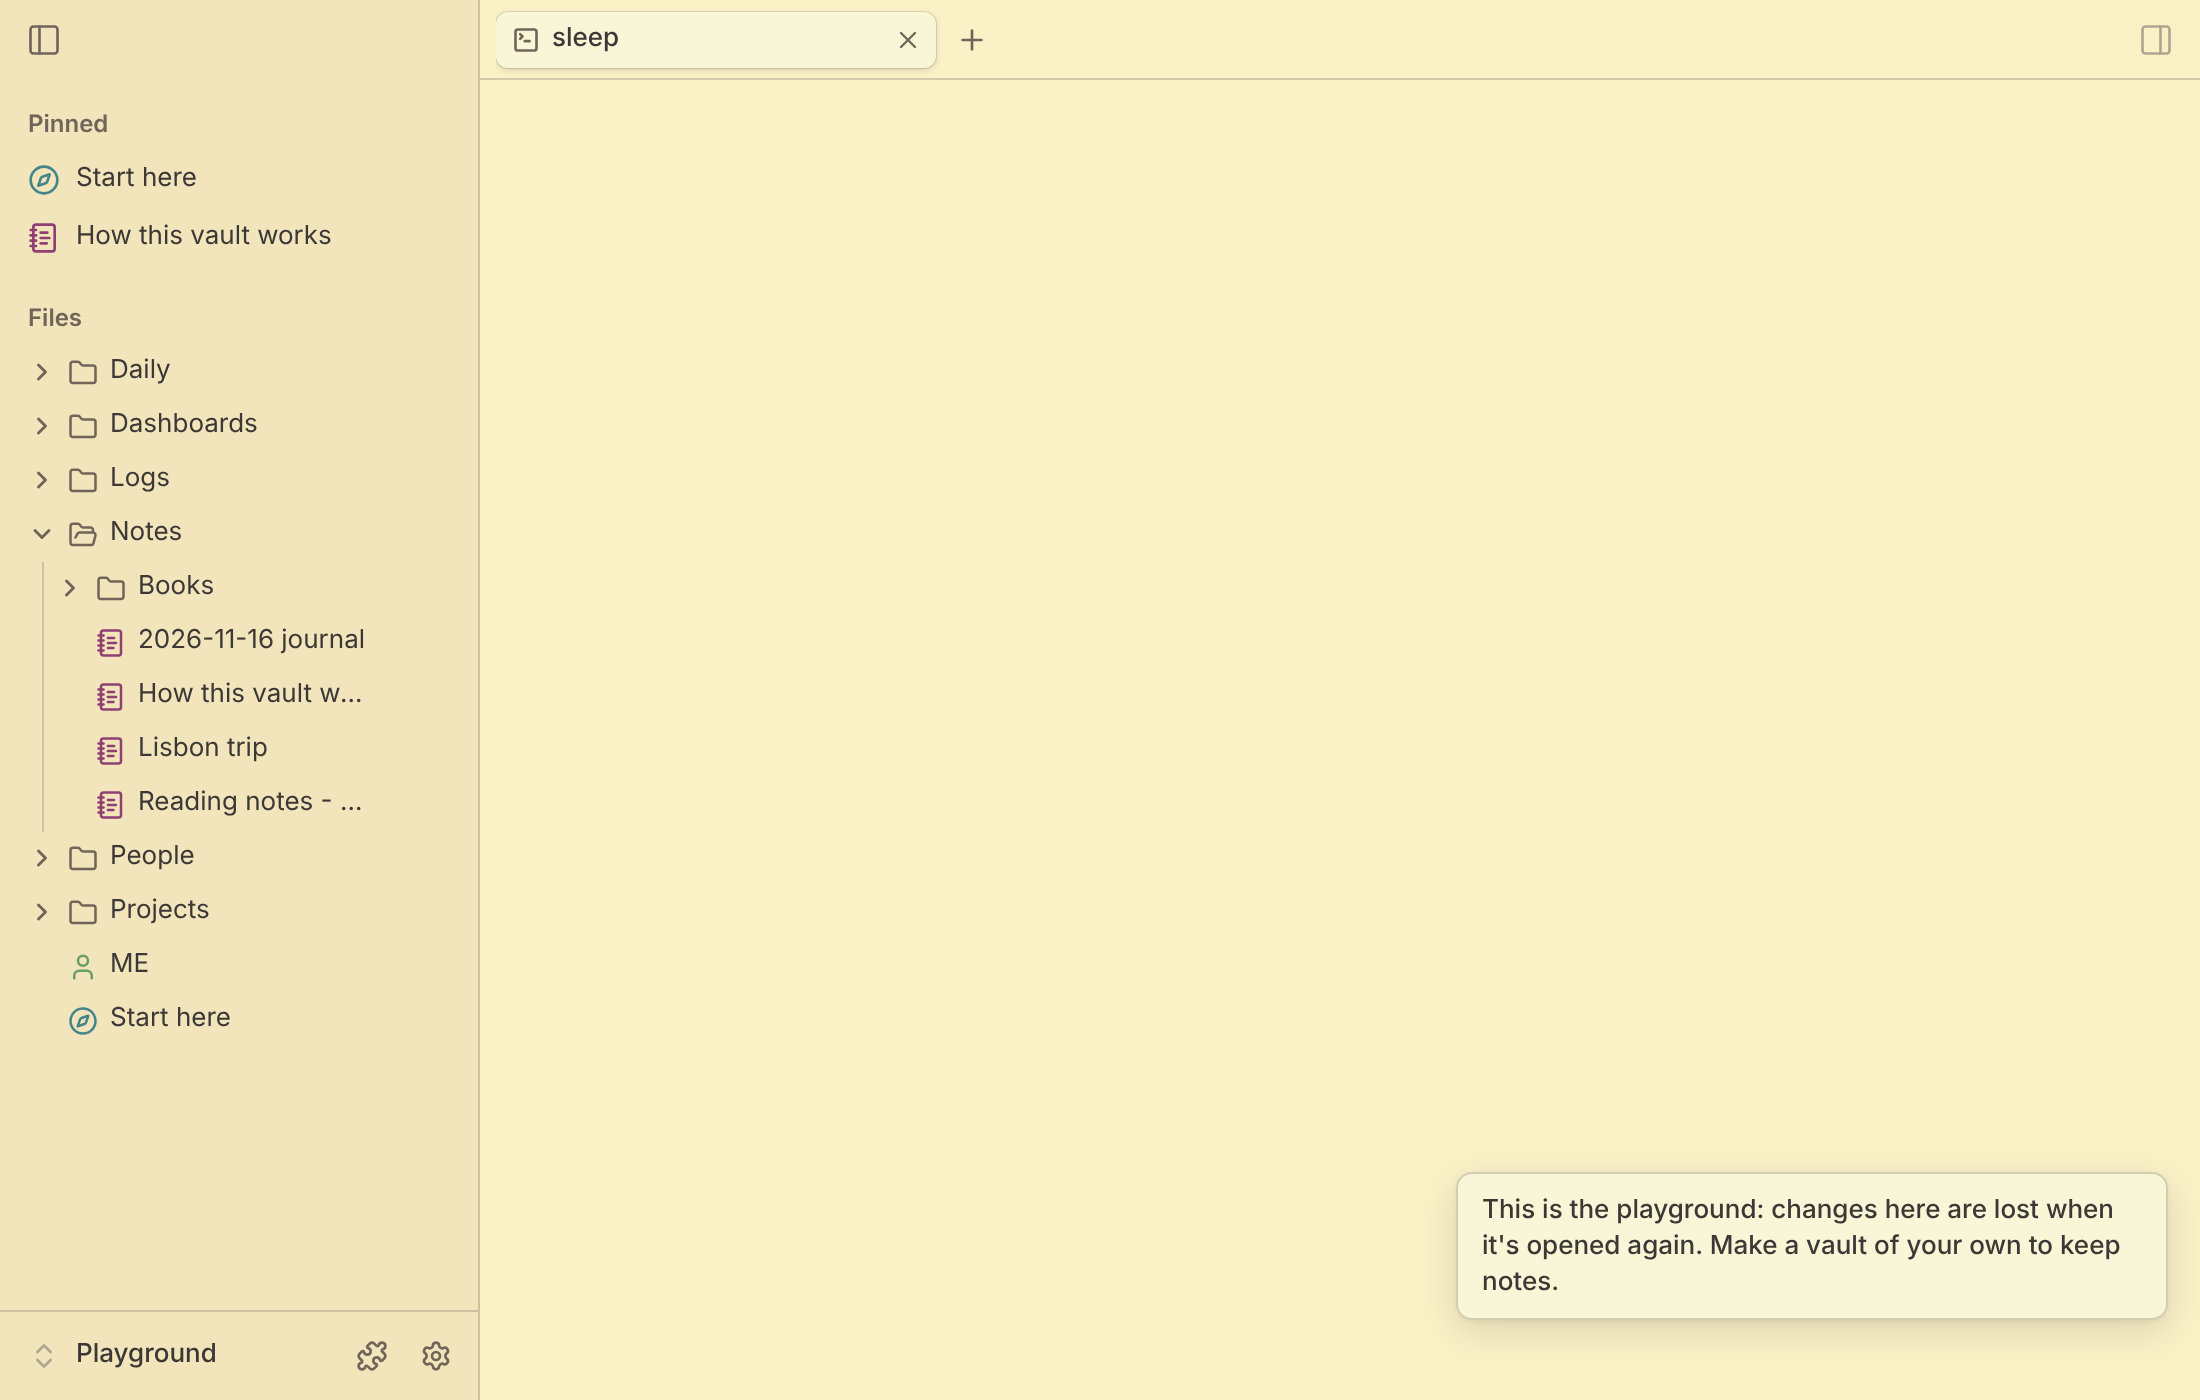 sleep
Pinned
Start here
How this vault works
Files
Daily
Dashboards
Logs
Notes
Books
2026-11-16 journal
How this vault w...
Lisbon trip
Reading notes - ...
People
Projects
ME
Start here
This is the playground: changes here are lost when
it's opened again. Make a vault of your own to keep
notes.
Playground